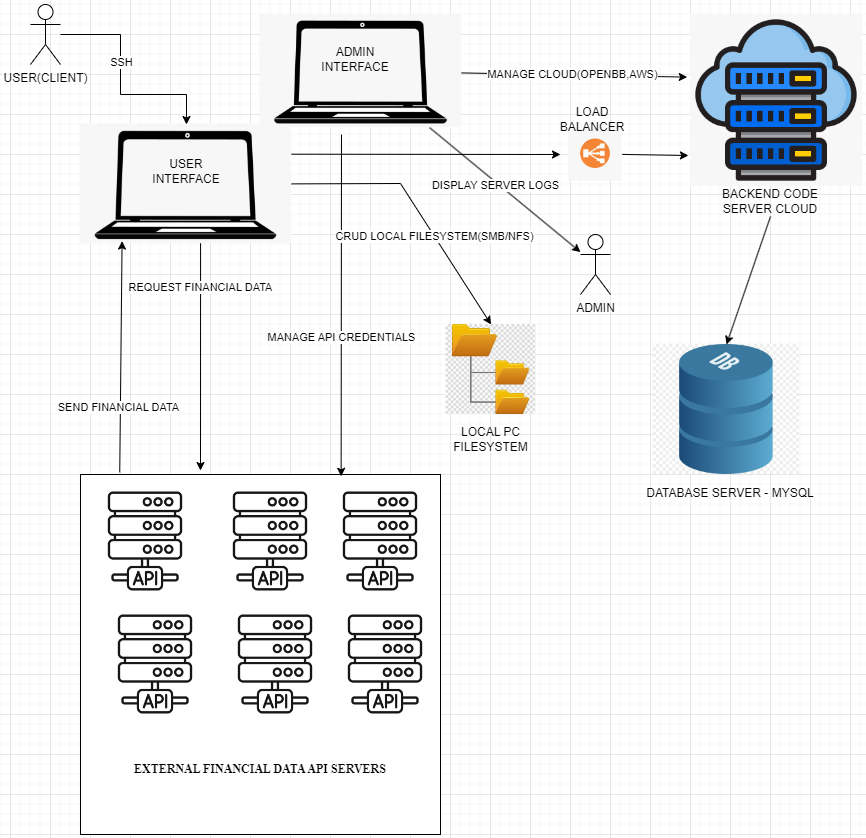 USER(CLIENT)
SSH
ADMIN
INTERFACE
MANAGE CLOUD(OPENBB,AWS)
LOAD
BALANCER
USER
INTERFACE
DISPLAY SERVER LOGS
BACKEND CODE
SERVER CLOUD
CRUD LOCAL FILESYSTEM(SMB/NFS)
REQUEST FINANCIAL DATA
ADMIN
MANAGE API CREDENTIALS
DB
SEND FINANCIAL DATA
LOCAL PC
FILESYSTEM
DATABASE SERVER - MYSQL
API
API
API
API
API
API
EXTERNAL FINANCIAL DATA API SERVERS